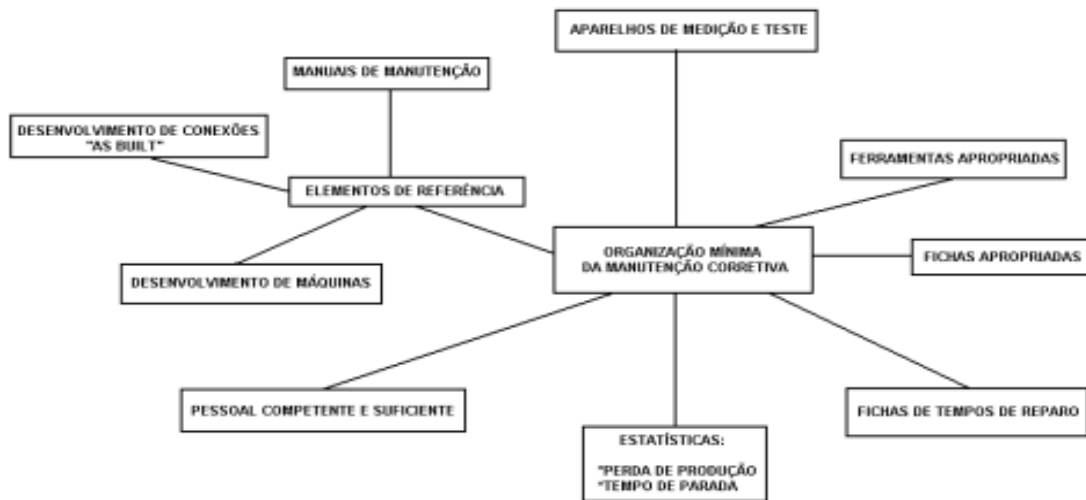 APARELHOS DE MEDIÇÃO E TESTE
MANUAIS DE MANUTENÇÃO
DESENVOLVIMENTO DE CONEXÕES
"AS BUILT"
FERRAMENTAS APROPRIADAS
ELEMENTOS DE REFERÊNCIA
ORGANIZAÇÃO MÍNIMA
DA MANUTENÇÃO CORRETIVA
FICHAS APROPRIADAS
DESENVOLVIMENTO DE MÁQUINAS
PESSOAL COMPETENTE E SUFICIENTE
FICHAS DE TEMPOS DE REPARO
ESTATÍSTICAS:
*PERDA DE PRODUÇÃO
*TEMPO DE PARADA